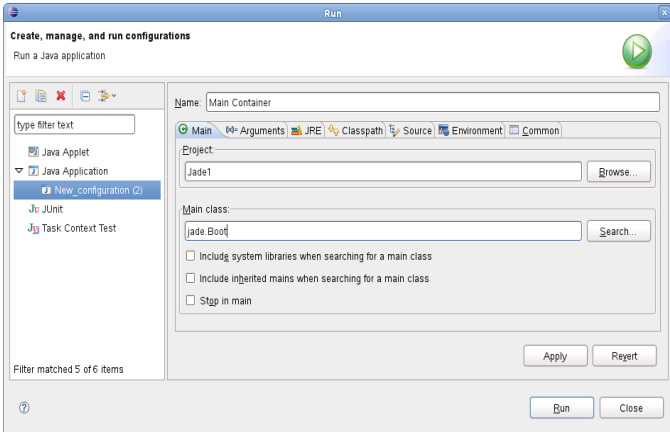 Run
Create, manage, and run configurations
Run a Java application
type filter text
Java Applet
Java Application
New_configuration (2)
JUnit
Task Context Test
Filter matched 5 of 6 items
Name: Main Container
Main Arguments JRE Classpath Source Environment Common
Project:
Jade1
Browse...
Main class:
jade.Boot
Search...
Include system libraries when searching for a main class
Include inherited mains when searching for a main class
Stop in main
Apply Revert
Run Close